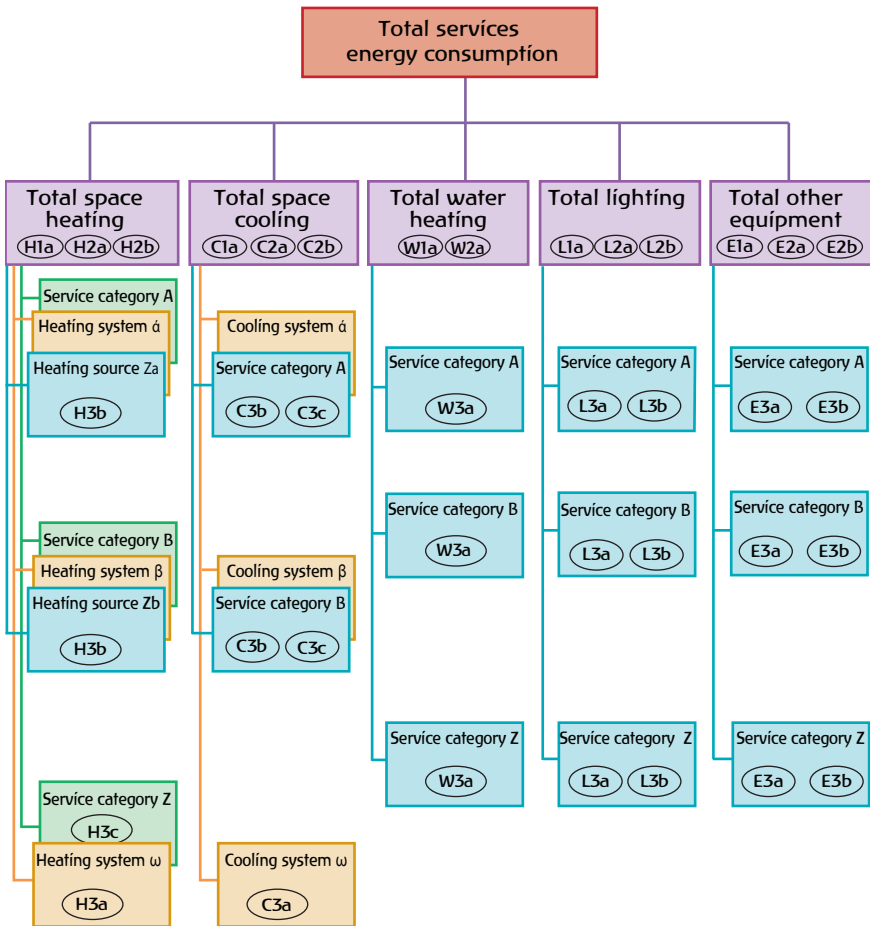 Total services
energy consumption
Total space
heating
H1a H2a H2b
Total space
cooling
C1a C2a C2b
Total water
heating
W1a W2a
Total lighting
L1a L2a L2b
Total other
equipment
E1a E2a E2b
Service category A
Heating system ά
Heating source Za
H3b
Service category B
Heating system β
Heating source Zb
H3b
Service category Z
H3c
Heating system ω
H3a
Cooling system ά
Service category A
C3b C3c
Cooling system β
Service category B
C3b C3c
Cooling system ω
C3a
Service category A
W3a
Service category B
W3a
Service category Z
W3a
Service category A
L3a L3b
Service category B
L3a L3b
Service category Z
L3a L3b
Service category A
E3a E3b
Service category B
E3a E3b
Service category Z
E3a E3b